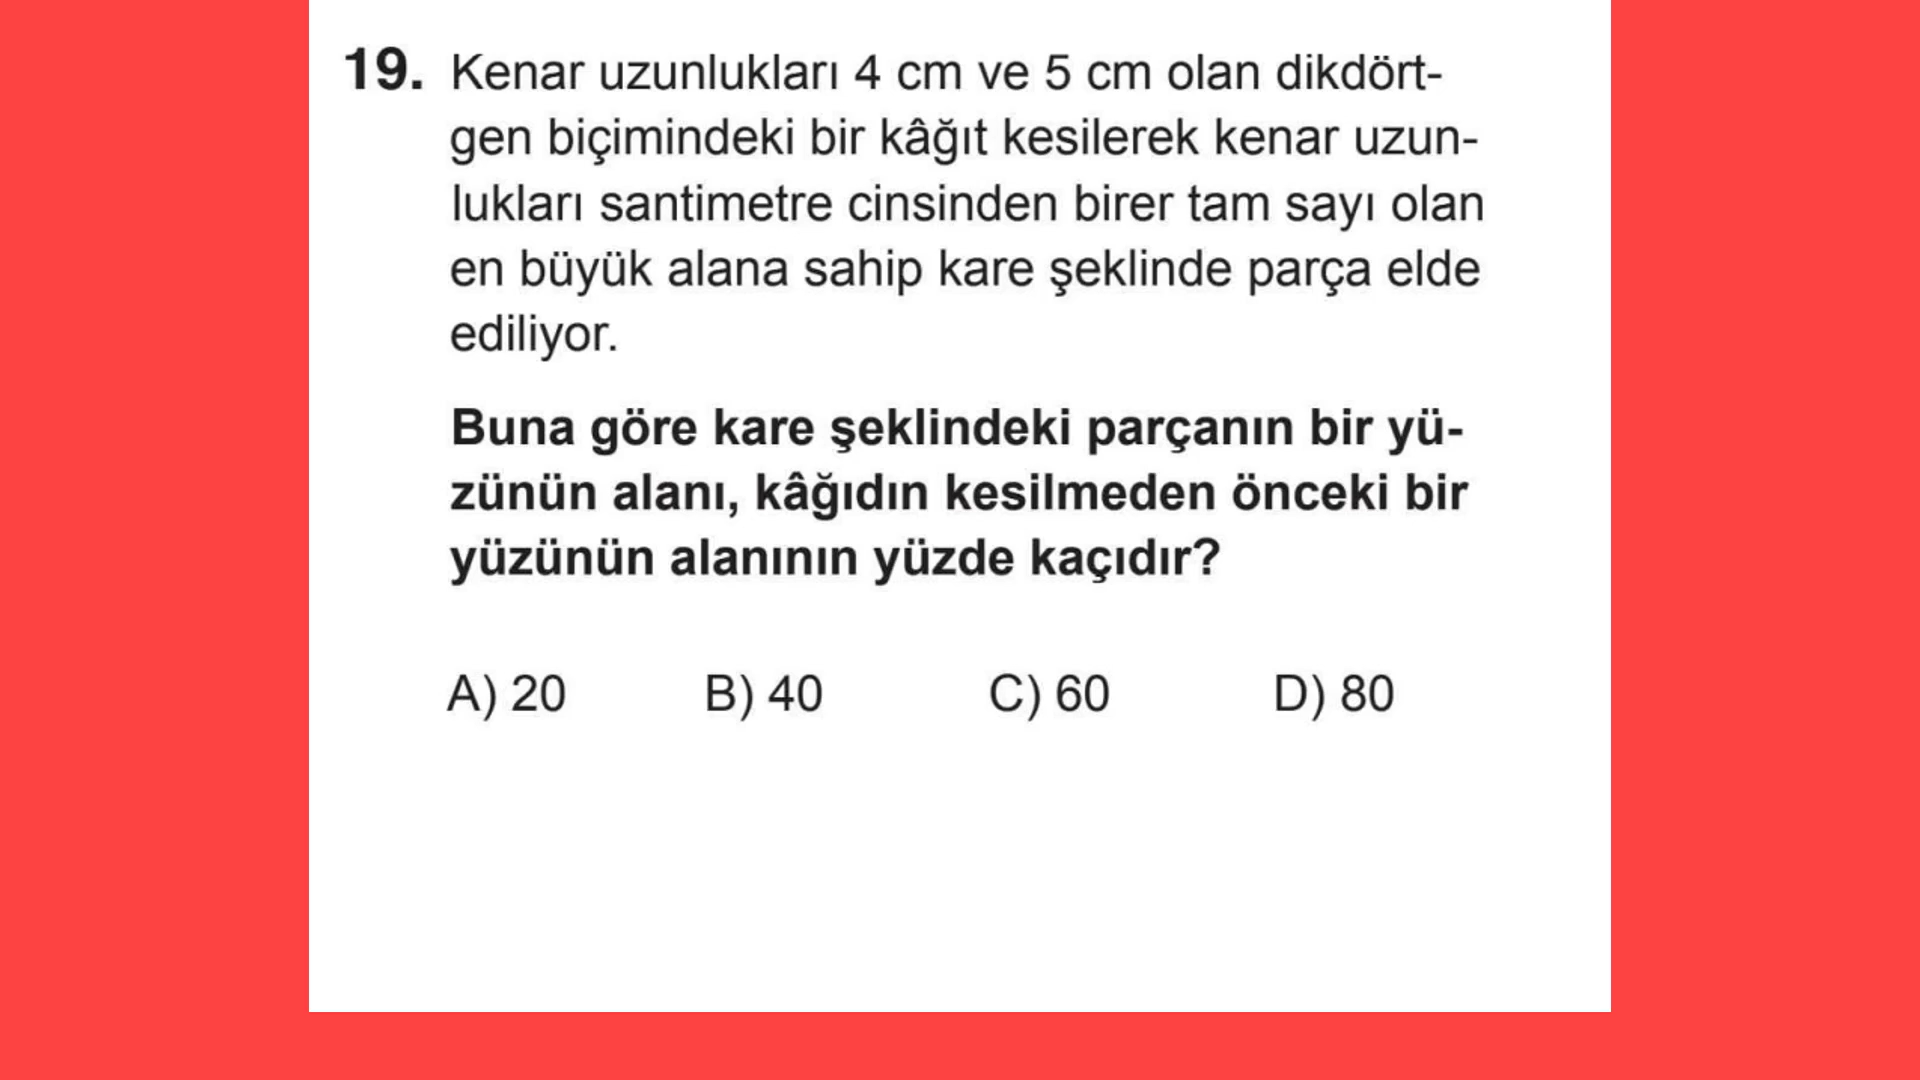 19. Kenar uzunlukları 4 cm ve 5 cm olan dikdört-
gen biçimindeki bir kâğıt kesilerek kenar uzun-
lukları santimetre cinsinden birer tam sayı olan
en büyük alana sahip kare şeklinde parça elde
ediliyor.
Buna göre kare şeklindeki parçanın bir yü-
zünün alanı, kâğıdın kesilmeden önceki bir
yüzünün alanının yüzde kaçıdır?
A) 20 B) 40 C) 60 D) 80